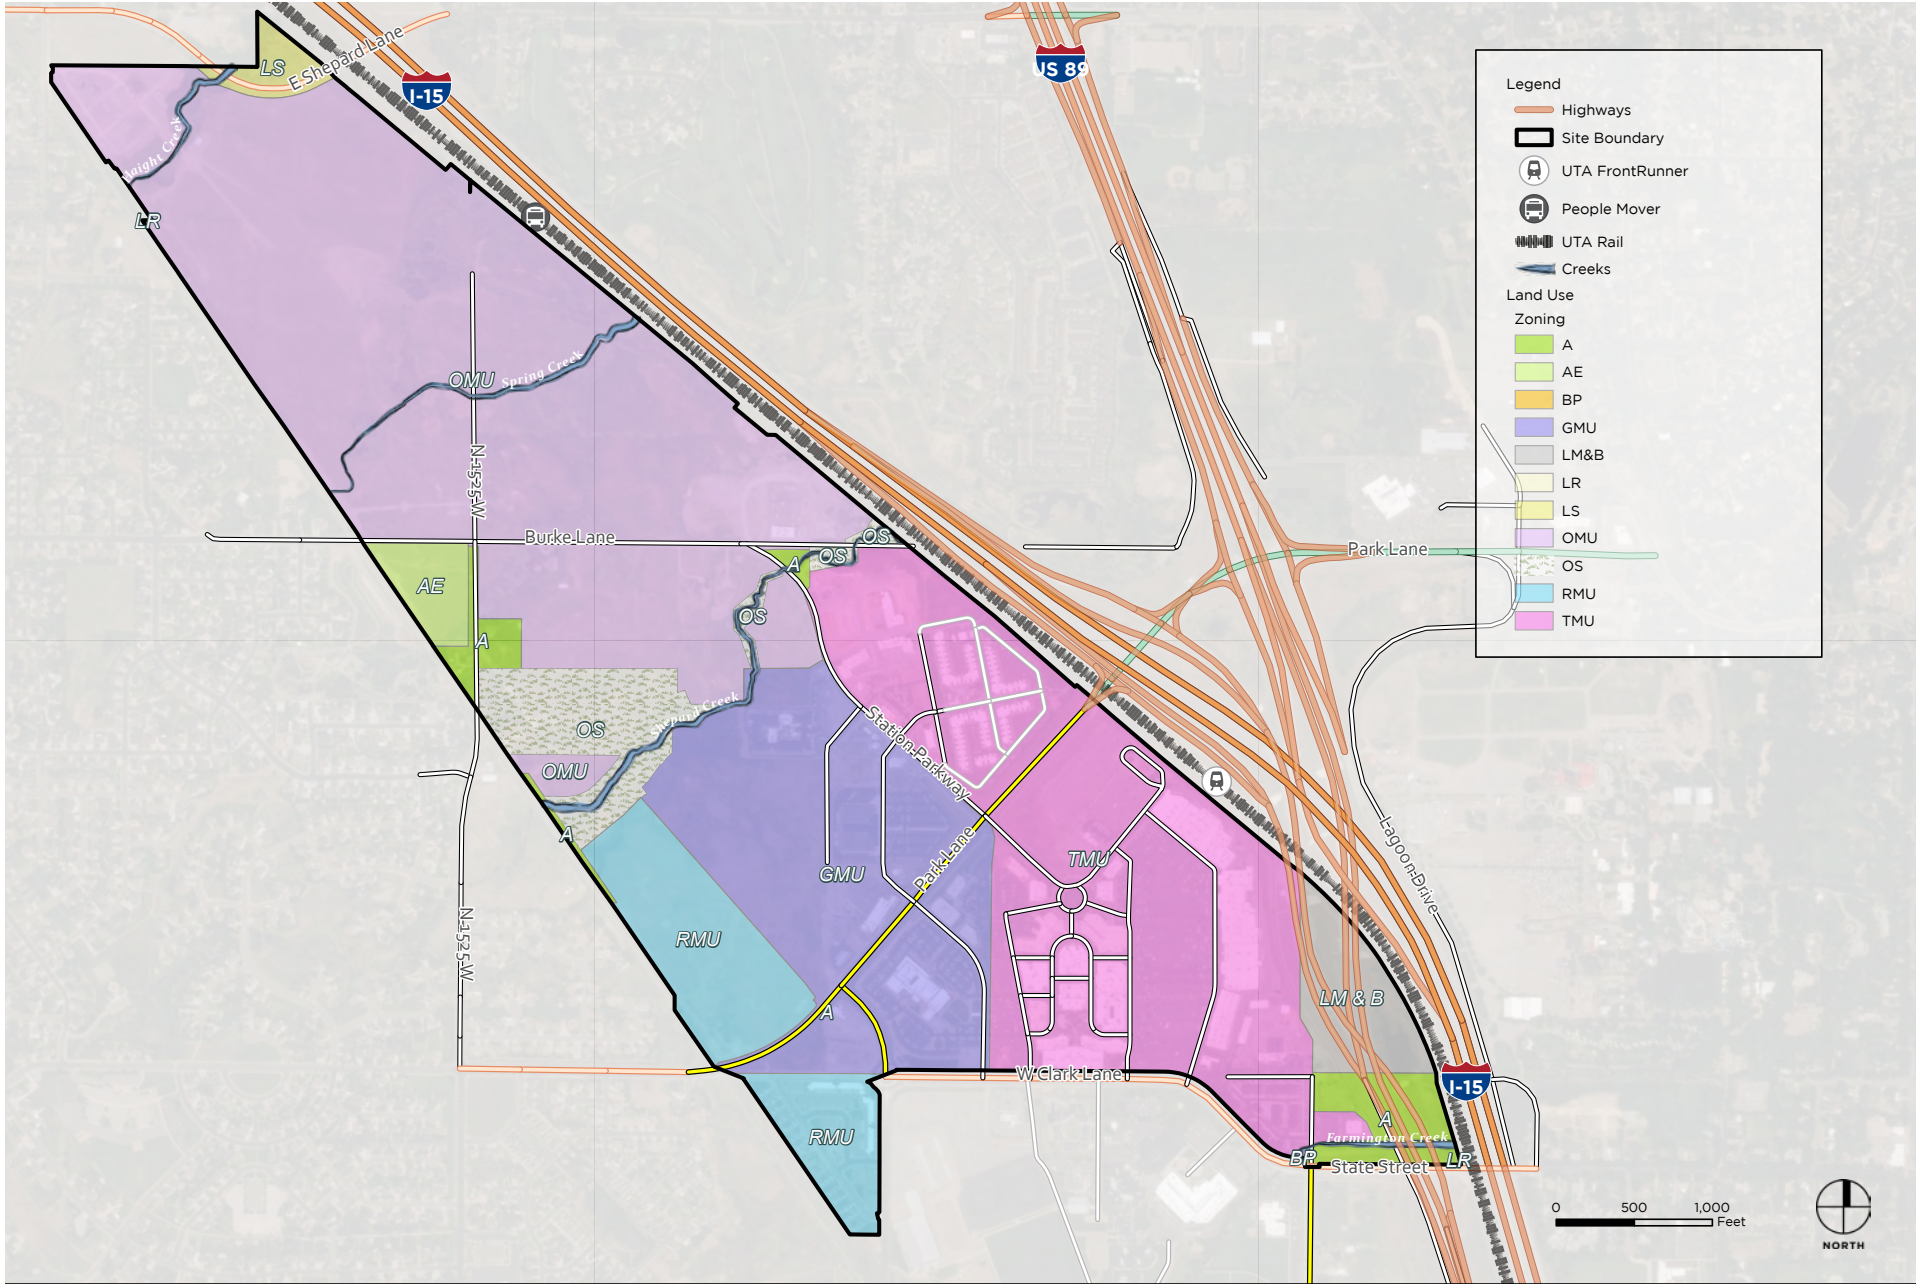 E Shepard Lane
LS
I-15
US 89
Haight Creek
LR
OMU
Spring Creek
N 1525 W
Burke Lane
OS
OS
A
AE
OS
A
Park Lane
Shepard Creek
OS
OMU
Station Parkway
A
Park Lane
GMU
TMU
Lagoon Drive
RMU
N 1525 W
A
LM & B
W Clark Lane
I-15
RMU
A
Farmington Creek
BP
State Street
LR
Legend
Highways
Site Boundary
UTA FrontRunner
People Mover
UTA Rail
Creeks
Land Use
Zoning
A
AE
BP
GMU
LM&B
LR
LS
OMU
OS
RMU
TMU
0 500 1,000
Feet
NORTH